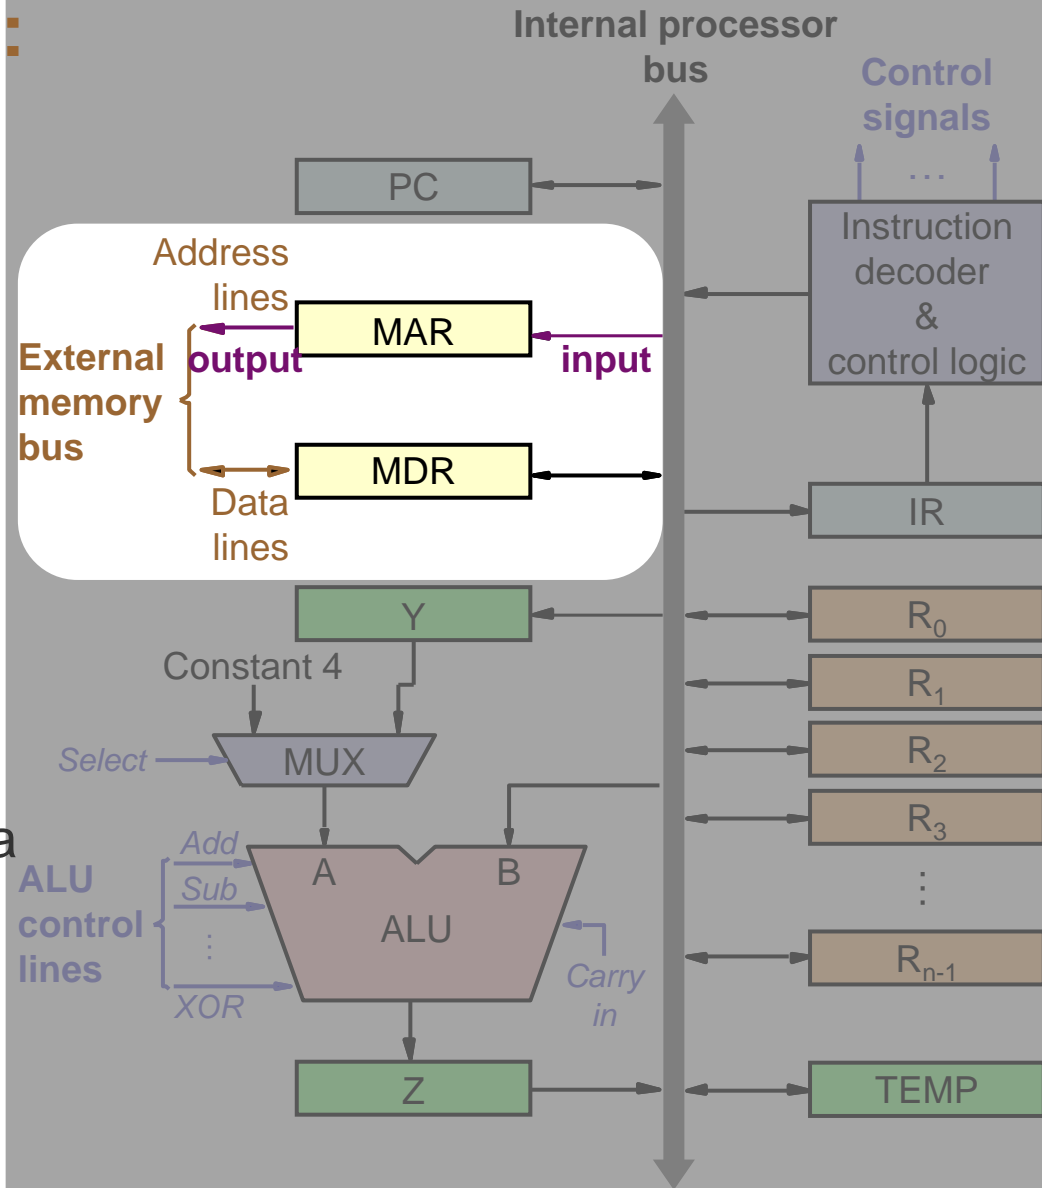 :
Internal processor
bus
Control
signals
...
PC
Instruction
decoder
&
control logic
Address
lines
MAR
output
input
External
memory
bus
MDR
Data
lines
IR
Y
R0
Constant 4
R1
Select
MUX
R2
a
R3
Add
A
B
ALU
control
lines
Sub
⋮
ALU
⋮
Rn-1
XOR
Carry
in
Z
TEMP